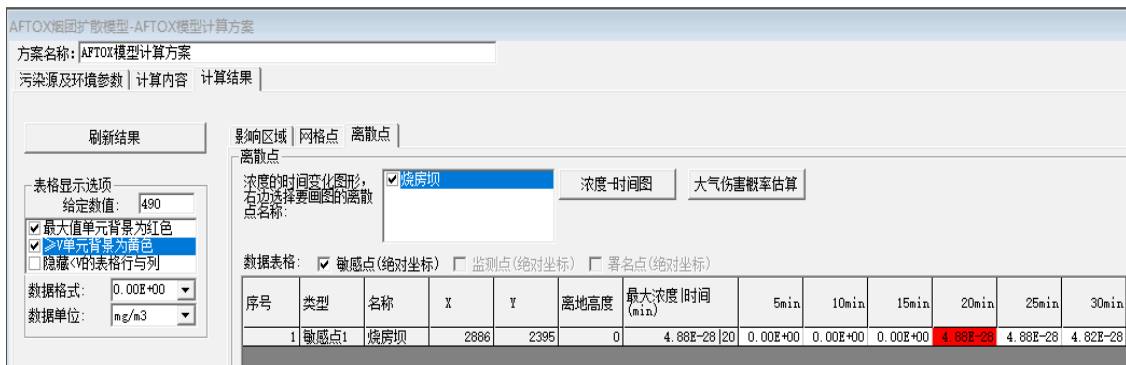 AFTOX烟团扩散模型-AFTOX模型计算方案
方案名称: AFTOX模型计算方案
污染源及环境参数 计算内容 计算结果
刷新结果
表格显示选项
给定数值: 490
最大值单元背景为红色
≥V单元背景为黄色
隐藏<V的表格行与列
数据格式: 0.00E+00
数据单位: mg/m3
影响区域 网格点 离散点
离散点
浓度的时间变化图形,
右边选择要画图的离散
点名称:
烧房坝
浓度-时间图 大气伤害概率估算
数据表格: 敏感点(绝对坐标) 监测点(绝对坐标) 署名点(绝对坐标)
序号 类型 名称 X Y 离地高度 最大浓度|时间(min) 5min 10min 15min 20min 25min 30min
1 敏感点1 烧房坝 2886 2395 0 4.88E-28|20 0.00E+00 0.00E+00 0.00E+00 4.88E-28 4.88E-28 4.82E-28